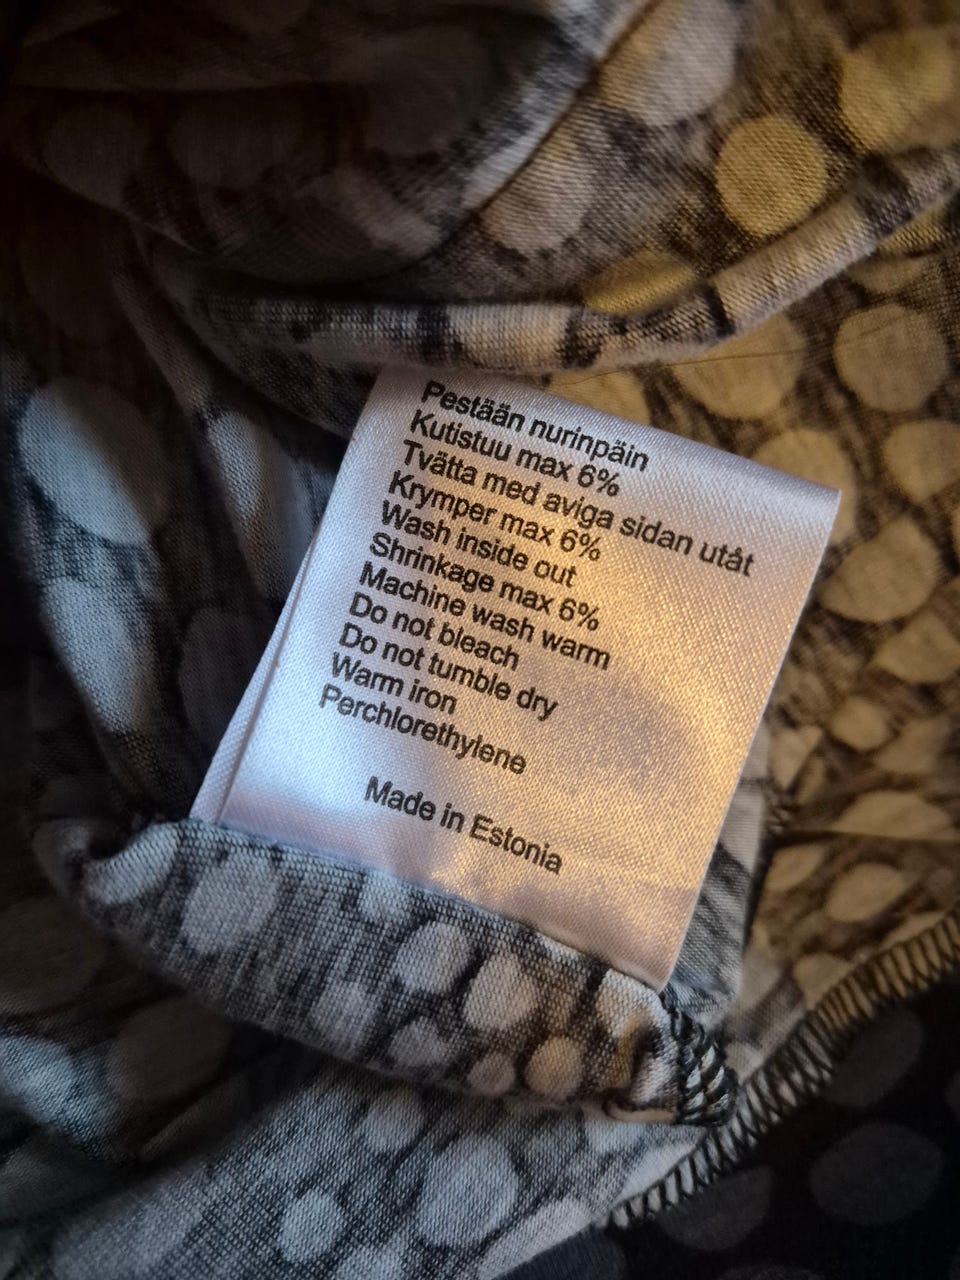 Pestään nurinpäin
Kutistuu max 6%
Tvätta med aviga sidan utåt
Krymper max 6%
Wash inside out
Shrinkage max 6%
Machine wash warm
Do not bleach
Do not tumble dry
Warm iron
Perchlorethylene
Made in Estonia